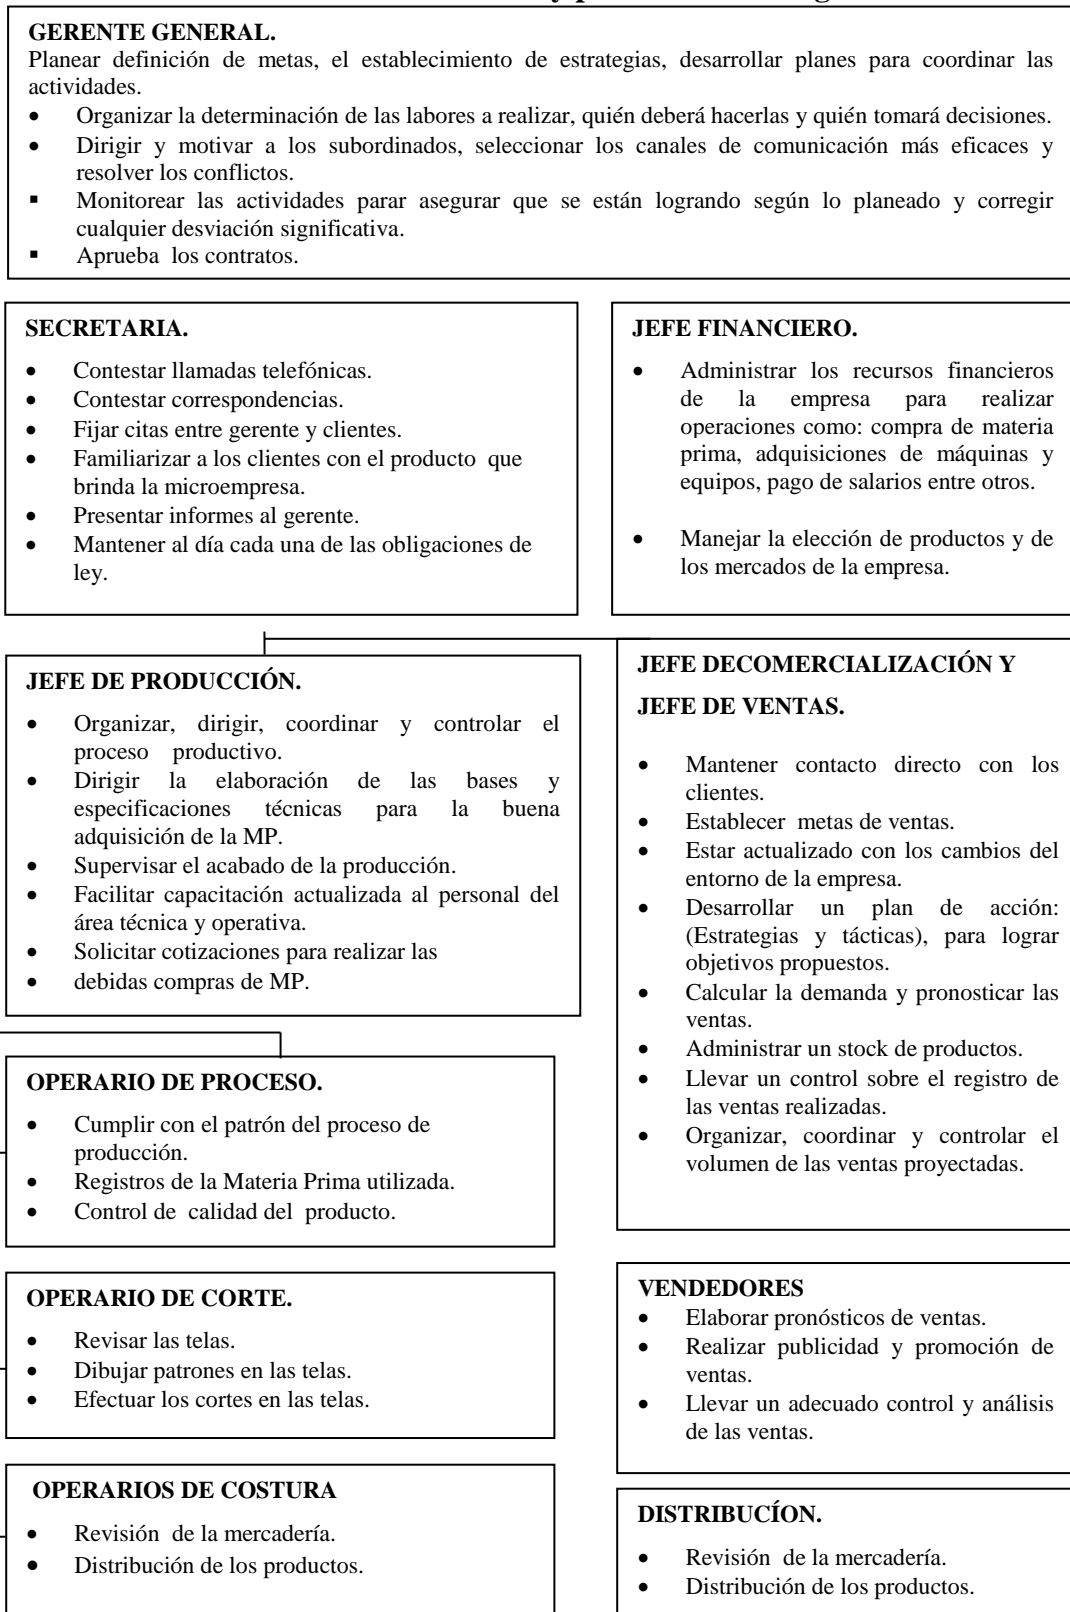 GERENTE GENERAL.
Planear definición de metas, el establecimiento de estrategias, desarrollar planes para coordinar las
actividades.
• Organizar la determinación de las labores a realizar, quién deberá hacerlas y quién tomará decisiones.
• Dirigir y motivar a los subordinados, seleccionar los canales de comunicación más eficaces y
resolver los conflictos.
▪ Monitorear las actividades parar asegurar que se están logrando según lo planeado y corregir
cualquier desviación significativa.
▪ Aprueba los contratos.
SECRETARIA.
• Contestar llamadas telefónicas.
• Contestar correspondencias.
• Fijar citas entre gerente y clientes.
• Familiarizar a los clientes con el producto que
brinda la microempresa.
• Presentar informes al gerente.
• Mantener al día cada una de las obligaciones de
ley.
JEFE FINANCIERO.
• Administrar los recursos financieros
de la empresa para realizar
operaciones como: compra de materia
prima, adquisiciones de máquinas y
equipos, pago de salarios entre otros.
• Manejar la elección de productos y de
los mercados de la empresa.
JEFE DE PRODUCCIÓN.
• Organizar, dirigir, coordinar y controlar el
proceso productivo.
• Dirigir la elaboración de las bases y
especificaciones técnicas para la buena
adquisición de la MP.
• Supervisar el acabado de la producción.
• Facilitar capacitación actualizada al personal del
área técnica y operativa.
• Solicitar cotizaciones para realizar las
• debidas compras de MP.
JEFE DECOMERCIALIZACIÓN Y
JEFE DE VENTAS.
• Mantener contacto directo con los
clientes.
• Establecer metas de ventas.
• Estar actualizado con los cambios del
entorno de la empresa.
• Desarrollar un plan de acción:
(Estrategias y tácticas), para lograr
objetivos propuestos.
• Calcular la demanda y pronosticar las
ventas.
• Administrar un stock de productos.
• Llevar un control sobre el registro de
las ventas realizadas.
• Organizar, coordinar y controlar el
volumen de las ventas proyectadas.
OPERARIO DE PROCESO.
• Cumplir con el patrón del proceso de
producción.
• Registros de la Materia Prima utilizada.
• Control de calidad del producto.
OPERARIO DE CORTE.
• Revisar las telas.
• Dibujar patrones en las telas.
• Efectuar los cortes en las telas.
VENDEDORES
• Elaborar pronósticos de ventas.
• Realizar publicidad y promoción de
ventas.
• Llevar un adecuado control y análisis
de las ventas.
OPERARIOS DE COSTURA
• Revisión de la mercadería.
• Distribución de los productos.
DISTRIBUCÍON.
• Revisión de la mercadería.
• Distribución de los productos.